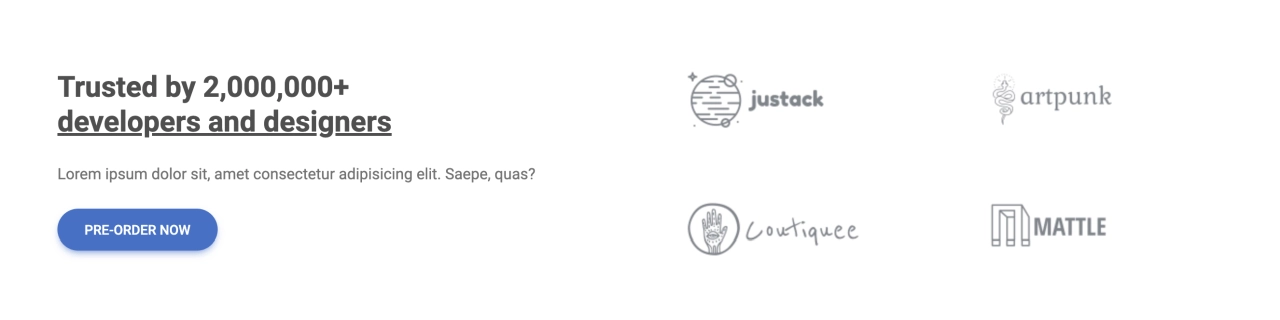 Trusted by 2,000,000+
developers and designers
Lorem ipsum dolor sit, amet consectetur adipisicing elit. Saepe, quas?
PRE-ORDER NOW
justack
artpunk
Coutiquee
MATTLE